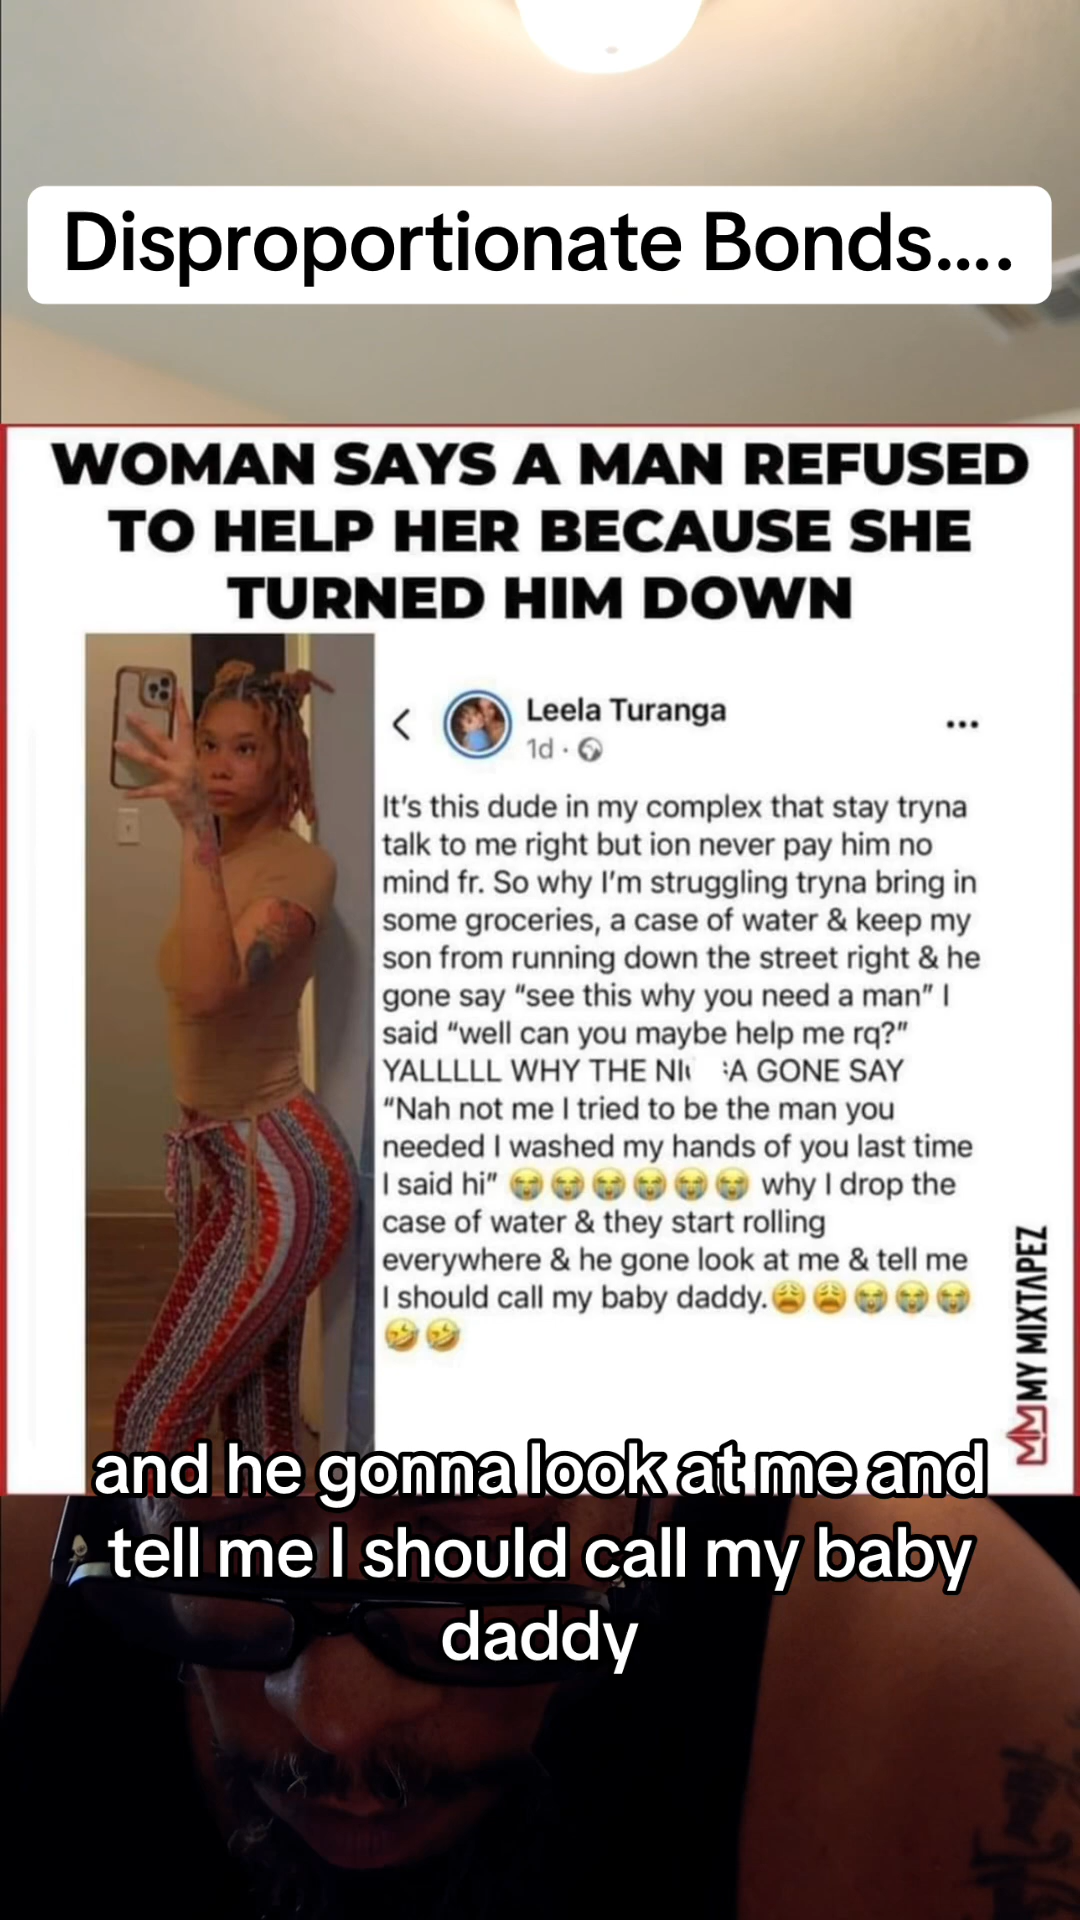 Disproportionate Bonds....
WOMAN SAYS A MAN REFUSED
TO HELP HER BECAUSE SHE
TURNED HIM DOWN
Leela Turanga
1d ·
It's this dude in my complex that stay tryna
talk to me right but ion never pay him no
mind fr. So why I'm struggling tryna bring in
some groceries, a case of water & keep my
son from running down the street right & he
gone say "see this why you need a man" I
said "well can you maybe help me rq?"
YALLLLL WHY THE NI A GONE SAY
"Nah not me I tried to be the man you
needed I washed my hands of you last time
I said hi" 😭😭😭😭😭😭 why I drop the
case of water & they start rolling
everywhere & he gone look at me & tell me
I should call my baby daddy.😩😩😭😭😭
🤣🤣
MY MIXTAPEZ
and he gonna look at me and
tell me I should call my baby
daddy